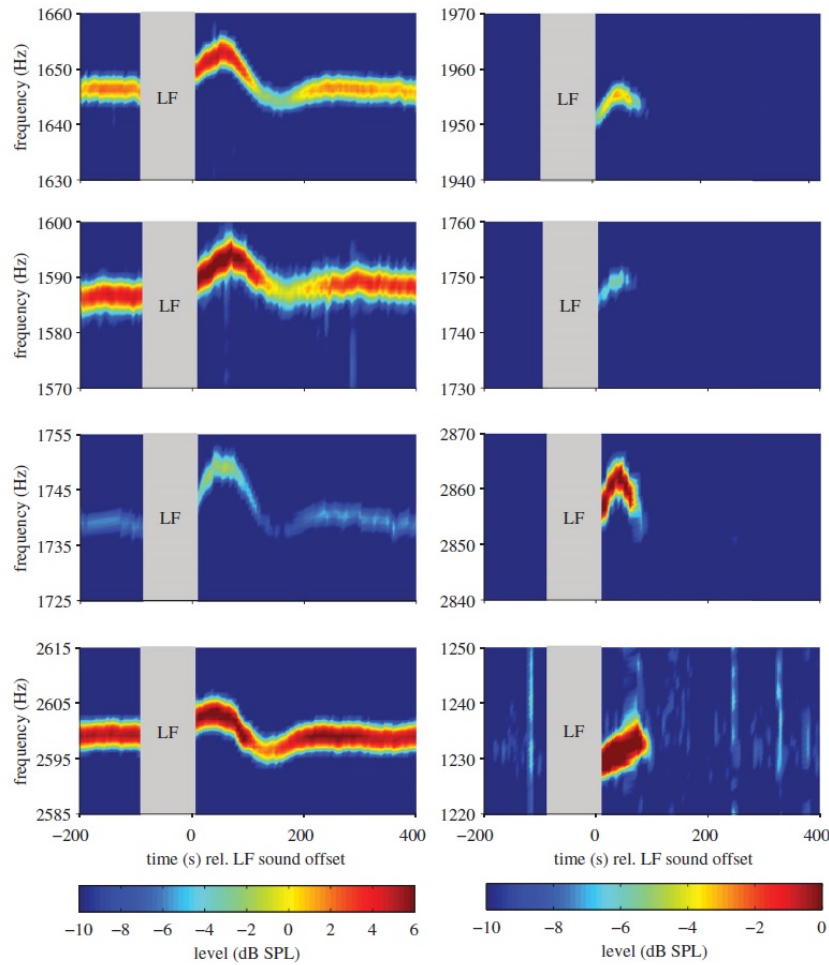 1660
1650
1640
1630
frequency (Hz)
LF
1970
1960
1950
1940
LF
1600
1590
1580
1570
frequency (Hz)
LF
1760
1750
1740
1730
LF
1755
1745
1735
1725
frequency (Hz)
LF
2870
2860
2850
2840
LF
2615
2605
2595
2585
frequency (Hz)
LF
−200 0 200 400
time (s) rel. LF sound offset
1250
1240
1230
1220
LF
−200 0 200 400
time (s) rel. LF sound offset
−10 −8 −6 −4 −2 0 2 4 6
level (dB SPL)
−10 −8 −6 −4 −2 0
level (dB SPL)